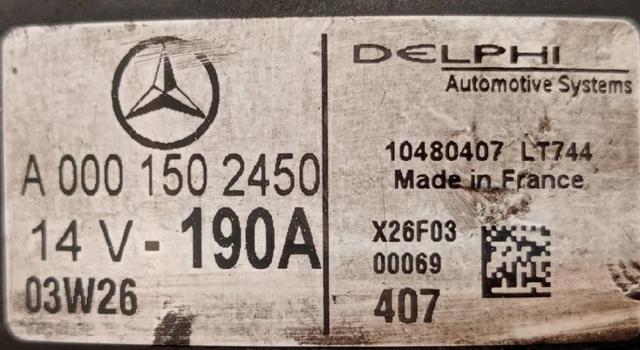 A 000 150 2450
14 V - 190A
03W26
DELPHI
Automotive Systems
10480407 LT744
Made in France
X26F03
00069
407